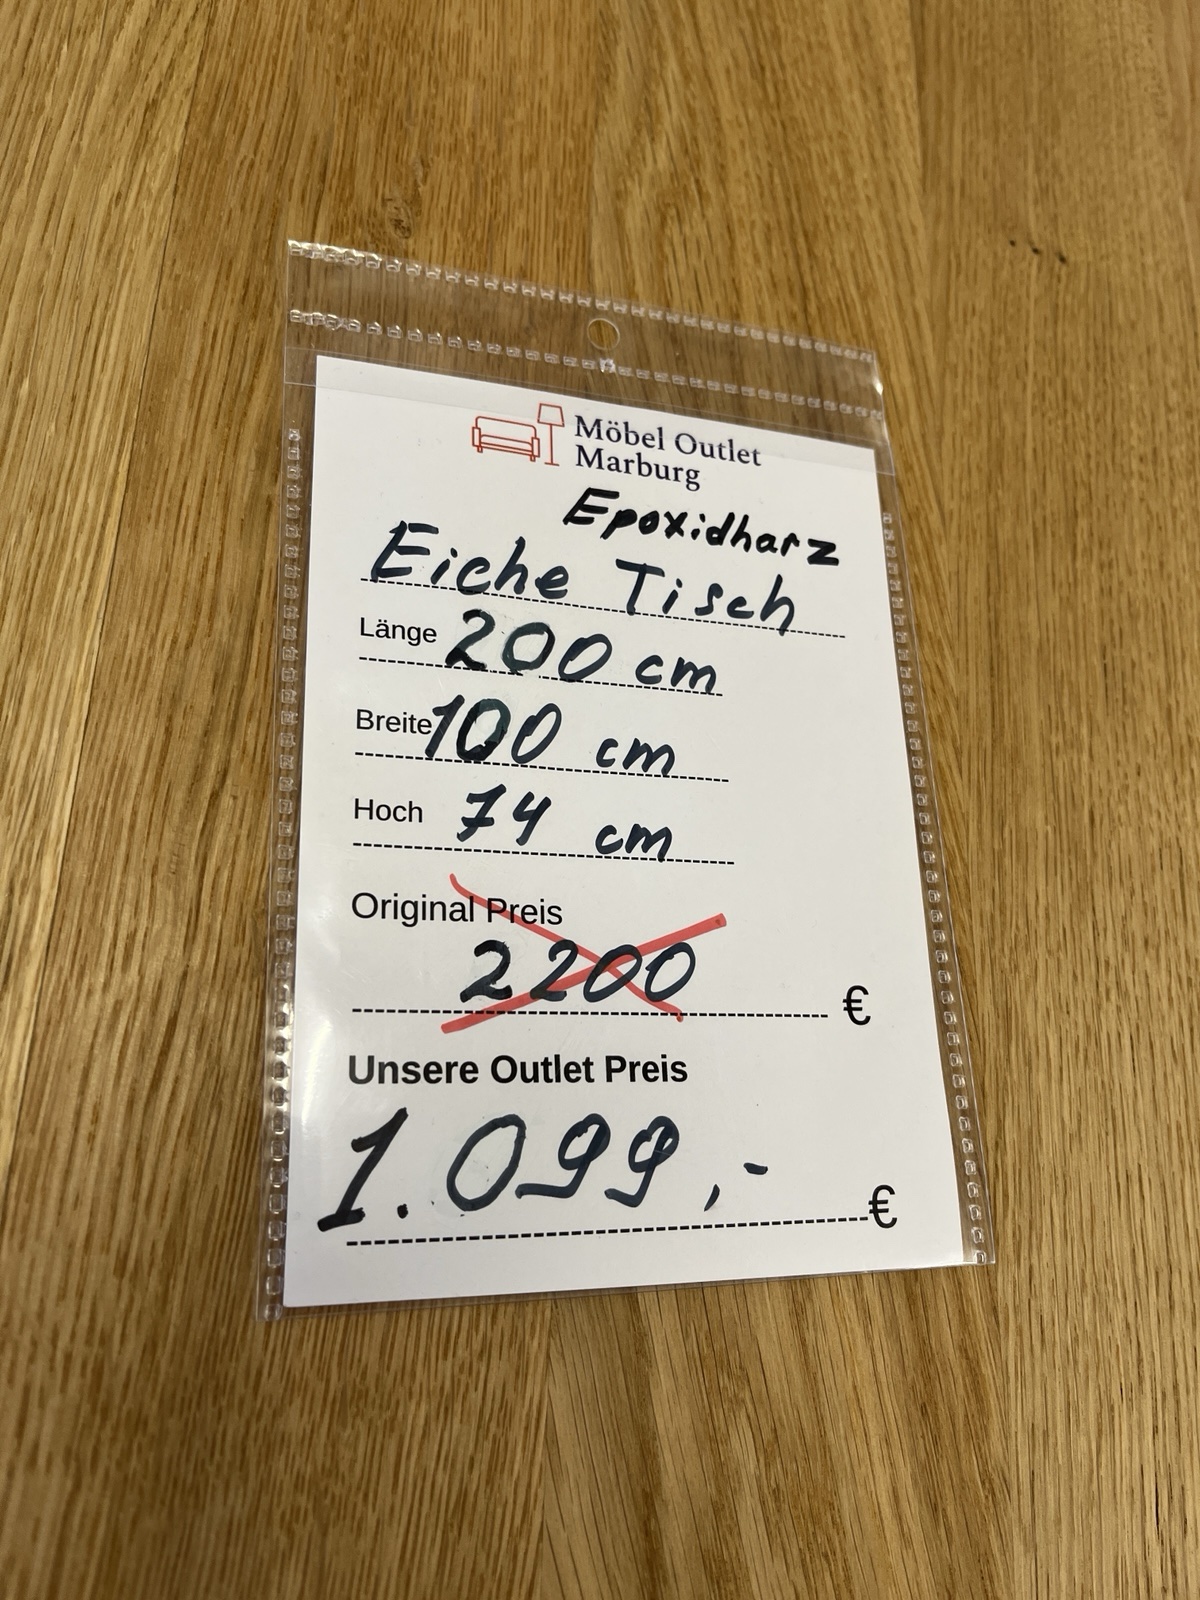 Möbel Outlet
Marburg
Epoxidharz
Eiche Tisch
Länge 200 cm
Breite 100 cm
Hoch 74 cm
Original Preis
2200 €
Unsere Outlet Preis
1.099,- €